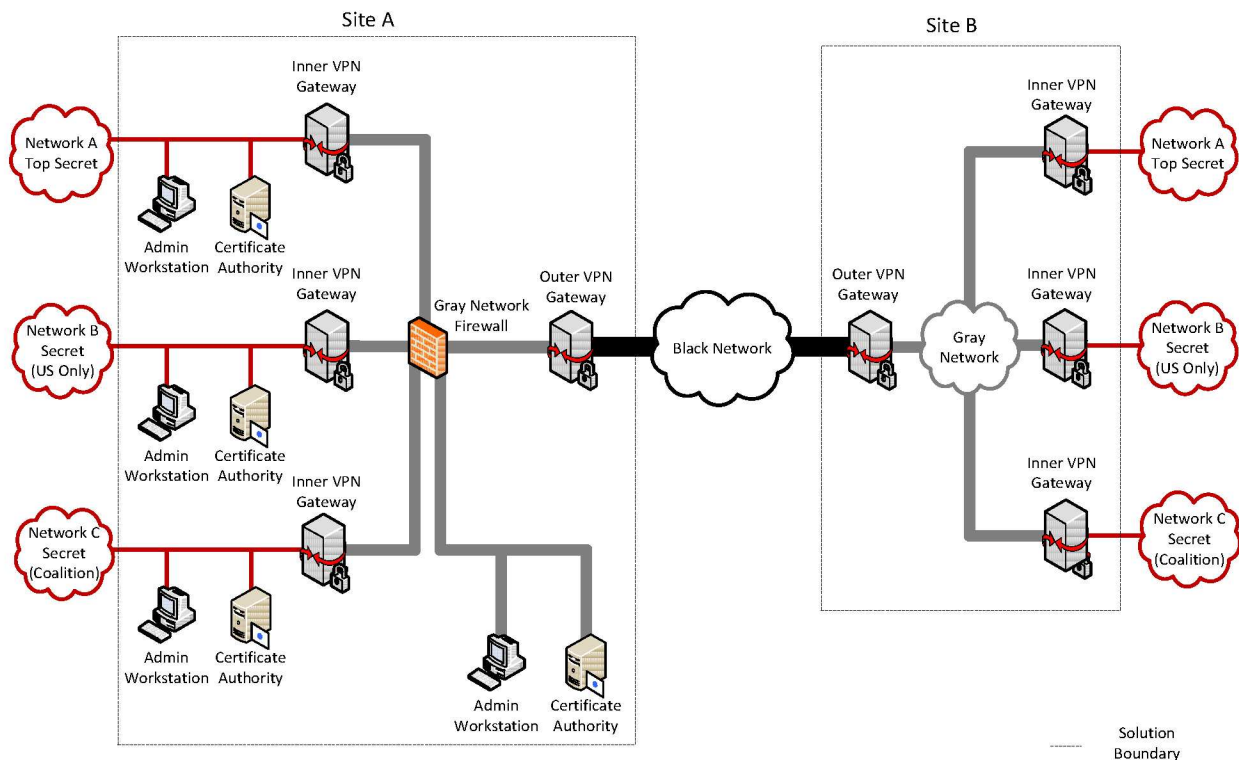 Site A
Site B
Inner VPN
Gateway
Inner VPN
Gateway
Network A
Top Secret
Network A
Top Secret
Admin
Workstation
Certificate
Authority
Inner VPN
Gateway
Outer VPN
Gateway
Outer VPN
Gateway
Inner VPN
Gateway
Gray Network
Firewall
Network B
Secret
(US Only)
Black Network
Gray
Network
Network B
Secret
(US Only)
Admin
Workstation
Certificate
Authority
Inner VPN
Gateway
Inner VPN
Gateway
Network C
Secret
(Coalition)
Network C
Secret
(Coalition)
Admin
Workstation
Certificate
Authority
Admin
Workstation
Certificate
Authority
Solution
Boundary